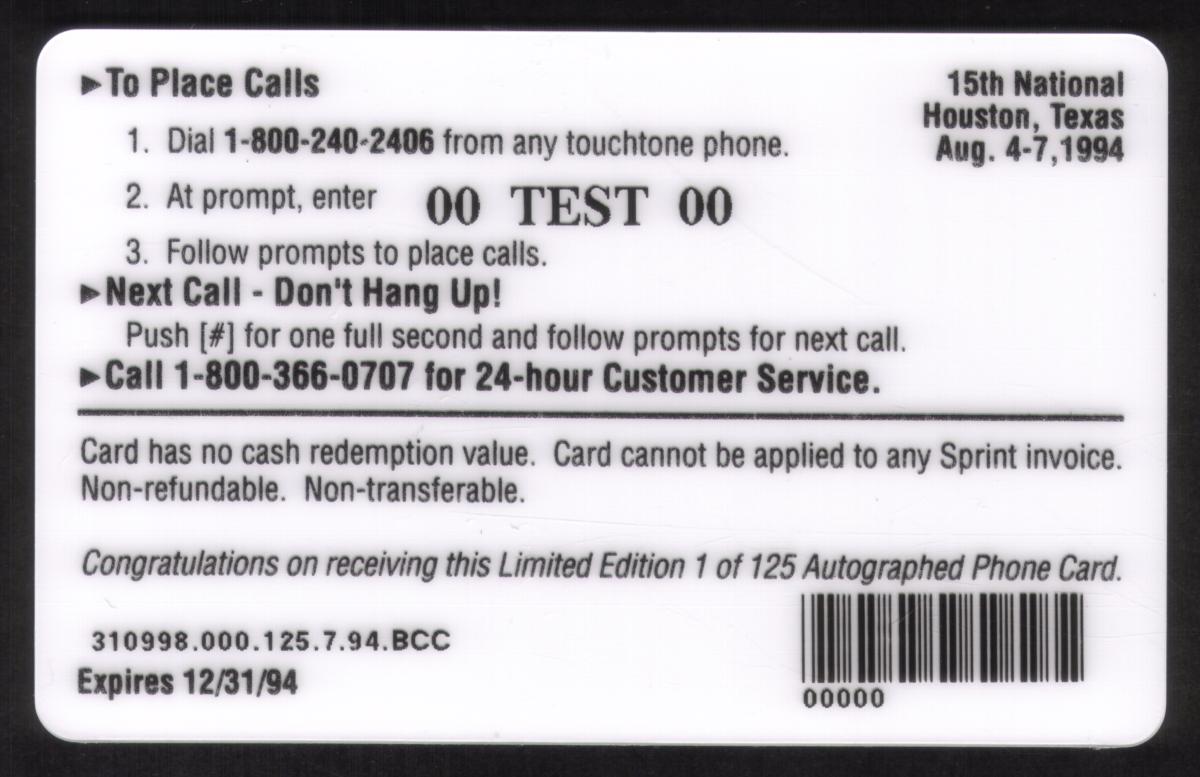 ►To Place Calls
15th National
Houston, Texas
Aug. 4-7,1994
1. Dial 1-800-240-2406 from any touchtone phone.
2. At prompt, enter 00 TEST 00
3. Follow prompts to place calls.
►Next Call - Don't Hang Up!
Push [#] for one full second and follow prompts for next call.
►Call 1-800-366-0707 for 24-hour Customer Service.
Card has no cash redemption value. Card cannot be applied to any Sprint invoice.
Non-refundable. Non-transferable.
Congratulations on receiving this Limited Edition 1 of 125 Autographed Phone Card.
310998.000.125.7.94.BCC
Expires 12/31/94
00000